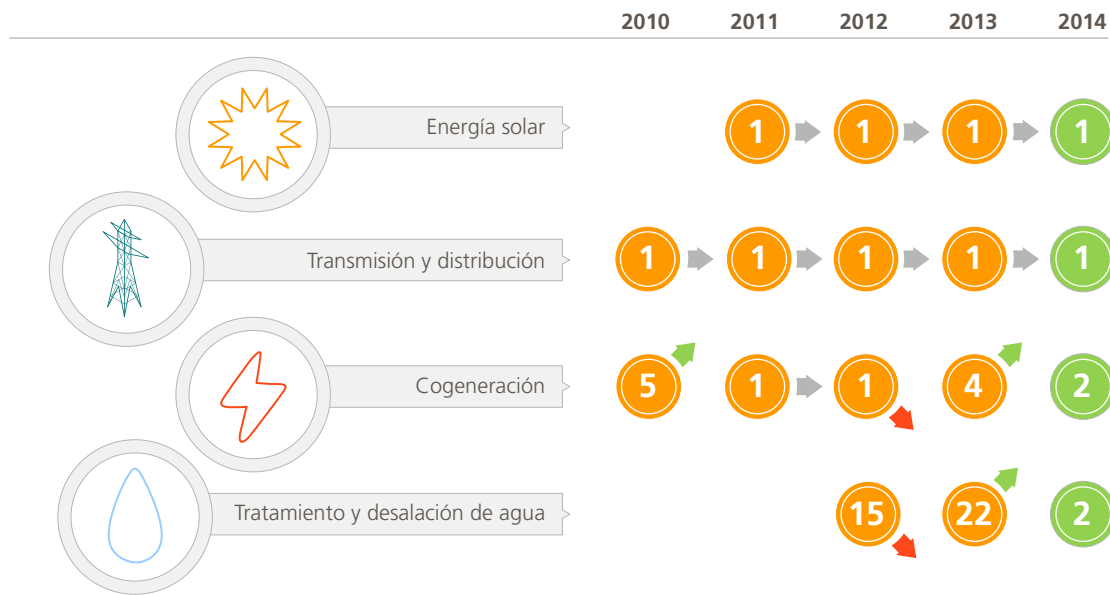 2010 2011 2012 2013 2014
Energía solar 1 1 1 1
Transmisión y distribución 1 1 1 1 1
Cogeneración 5 1 1 4 2
Tratamiento y desalación de agua 15 22 2